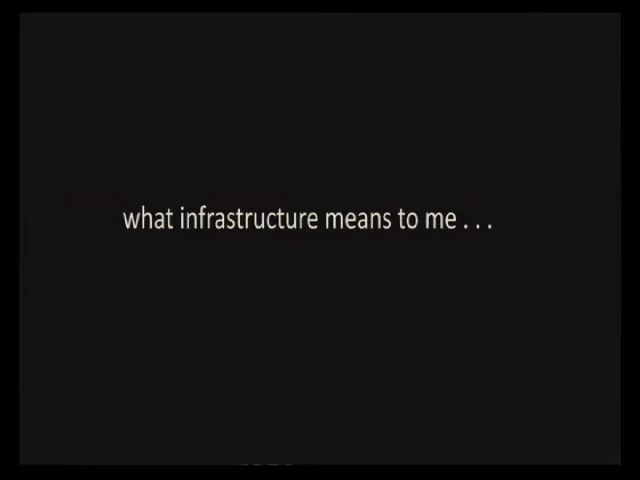 what infrastructure means to me . . .